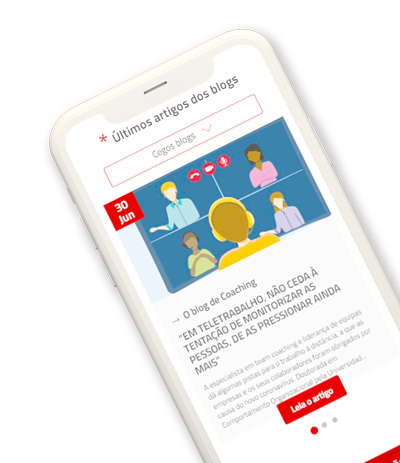 * Últimos artigos dos blogs
Cegos blogs
30
Jun
→ O blog de Coaching
"EM TELETRABALHO, NÃO CEDA À
TENTAÇÃO DE MONITORIZAR AS
PESSOAS, DE AS PRESSIONAR AINDA
MAIS"
A especialista em team coaching e liderança de equipas
dá algumas pistas para o trabalho à distância, a que as
empresas e os seus colaboradores foram obrigados por
causa do novo coronavírus. Doutorada em
Comportamento Organizacional pela Universidad...
Leia o artigo